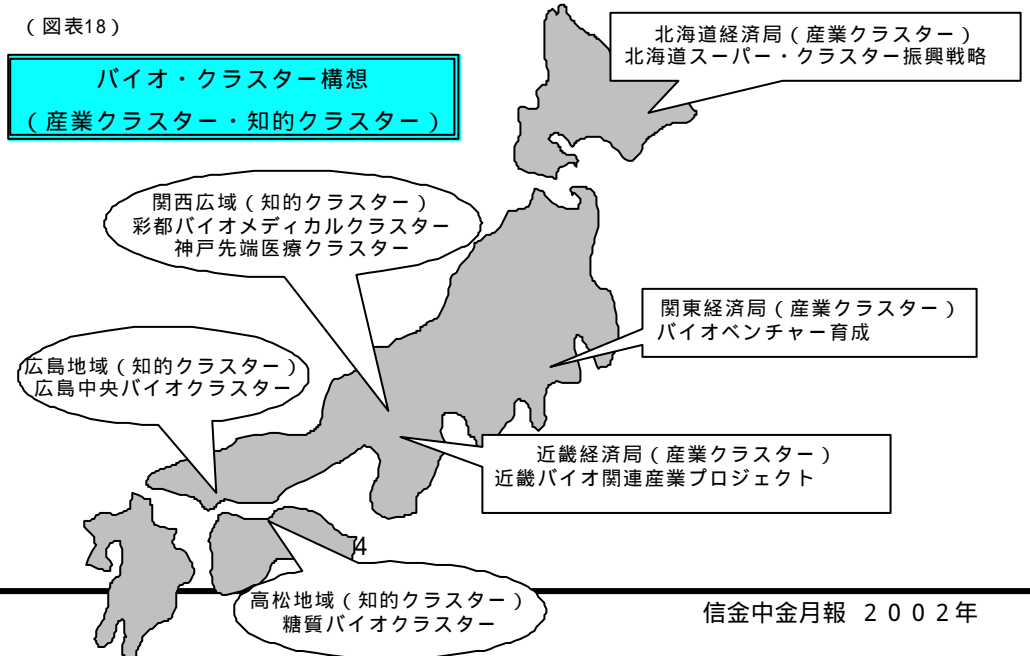 （図表18）
バイオ・クラスター構想
（産業クラスター・知的クラスター）
北海道経済局（産業クラスター）
北海道スーパー・クラスター振興戦略
関西広域（知的クラスター）
彩都バイオメディカルクラスター
神戸先端医療クラスター
関東経済局（産業クラスター）
バイオベンチャー育成
広島地域（知的クラスター）
広島中央バイオクラスター
近畿経済局（産業クラスター）
近畿バイオ関連産業プロジェクト
4
高松地域（知的クラスター）
糖質バイオクラスター
信金中金月報　２００２年